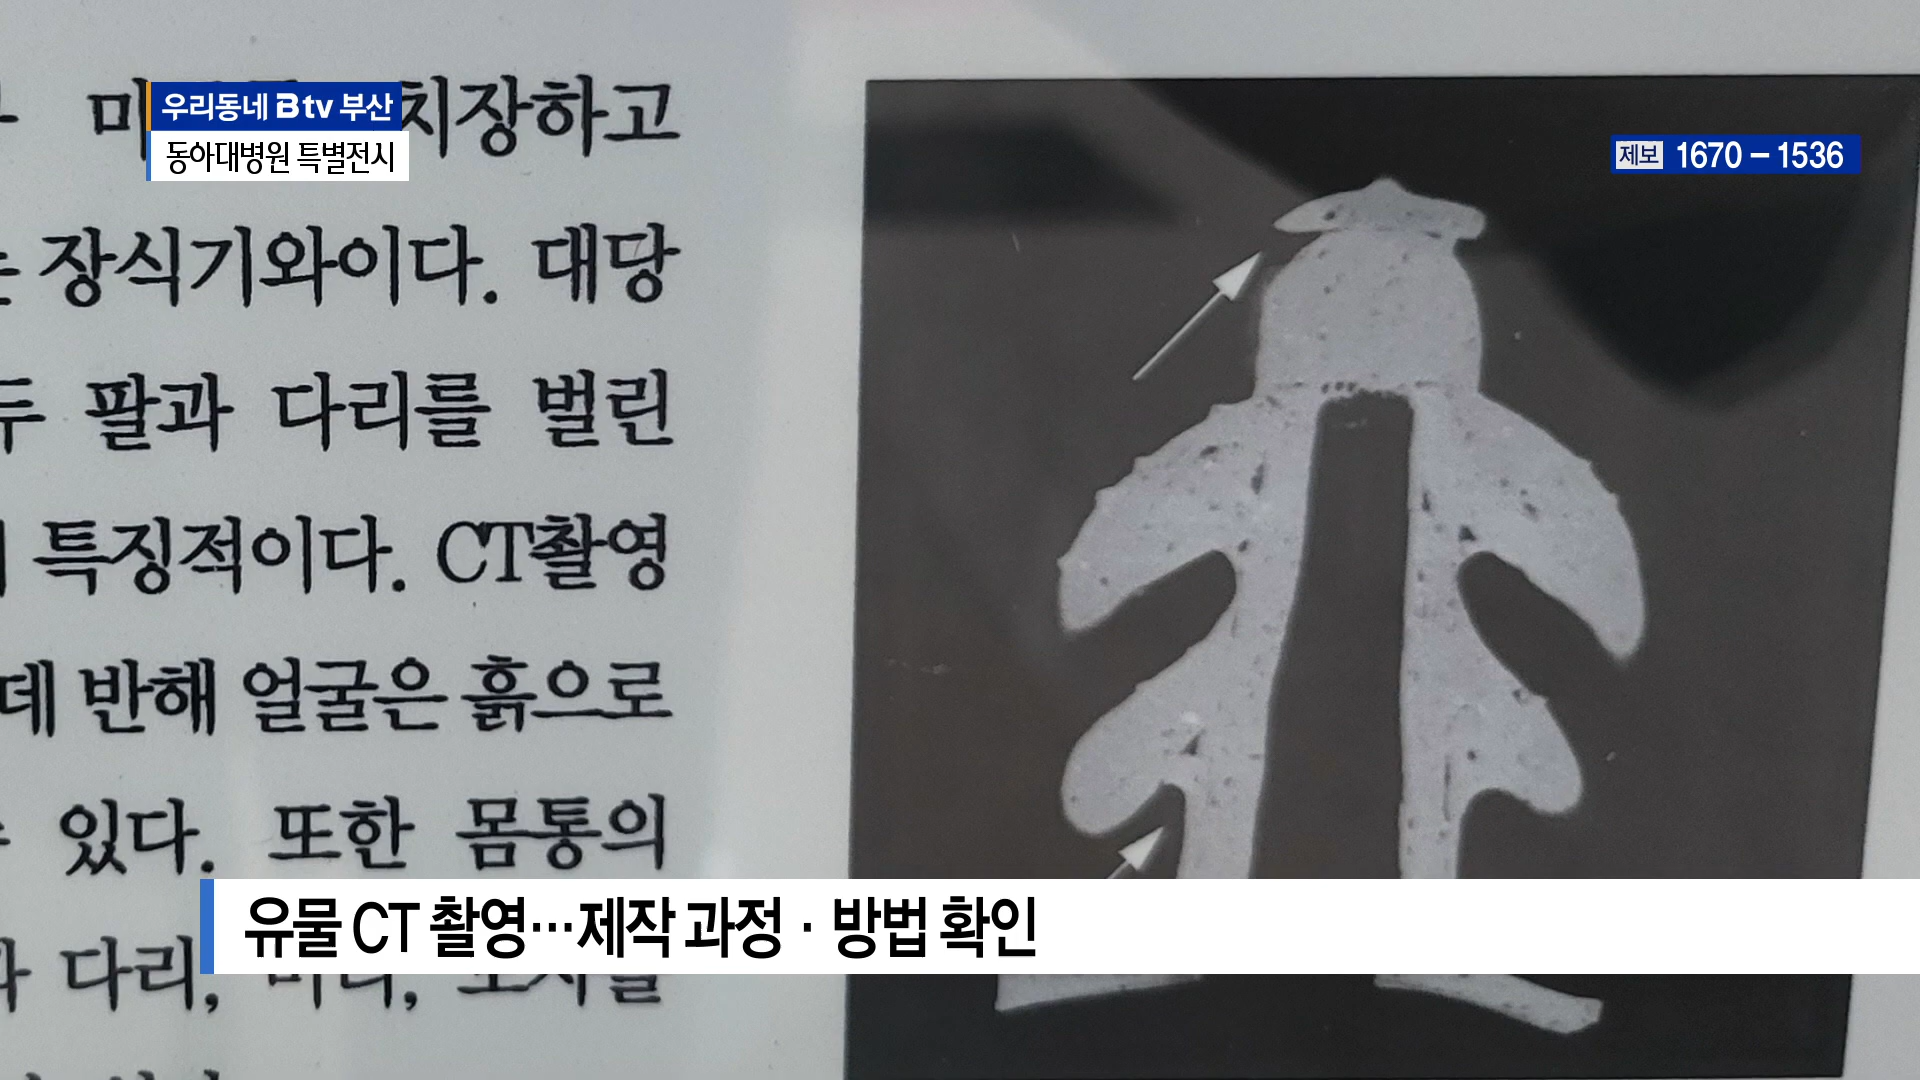 우리동네 B tv 부산
동아대병원 특별전시
제보 1670-1536
치장하고
장식기와이다. 대당
팔과 다리를 벌린
특징적이다. CT촬영
데 반해 얼굴은 흙으로
있다. 또한 몸통의
다리,
유물 CT 촬영…제작 과정·방법 확인